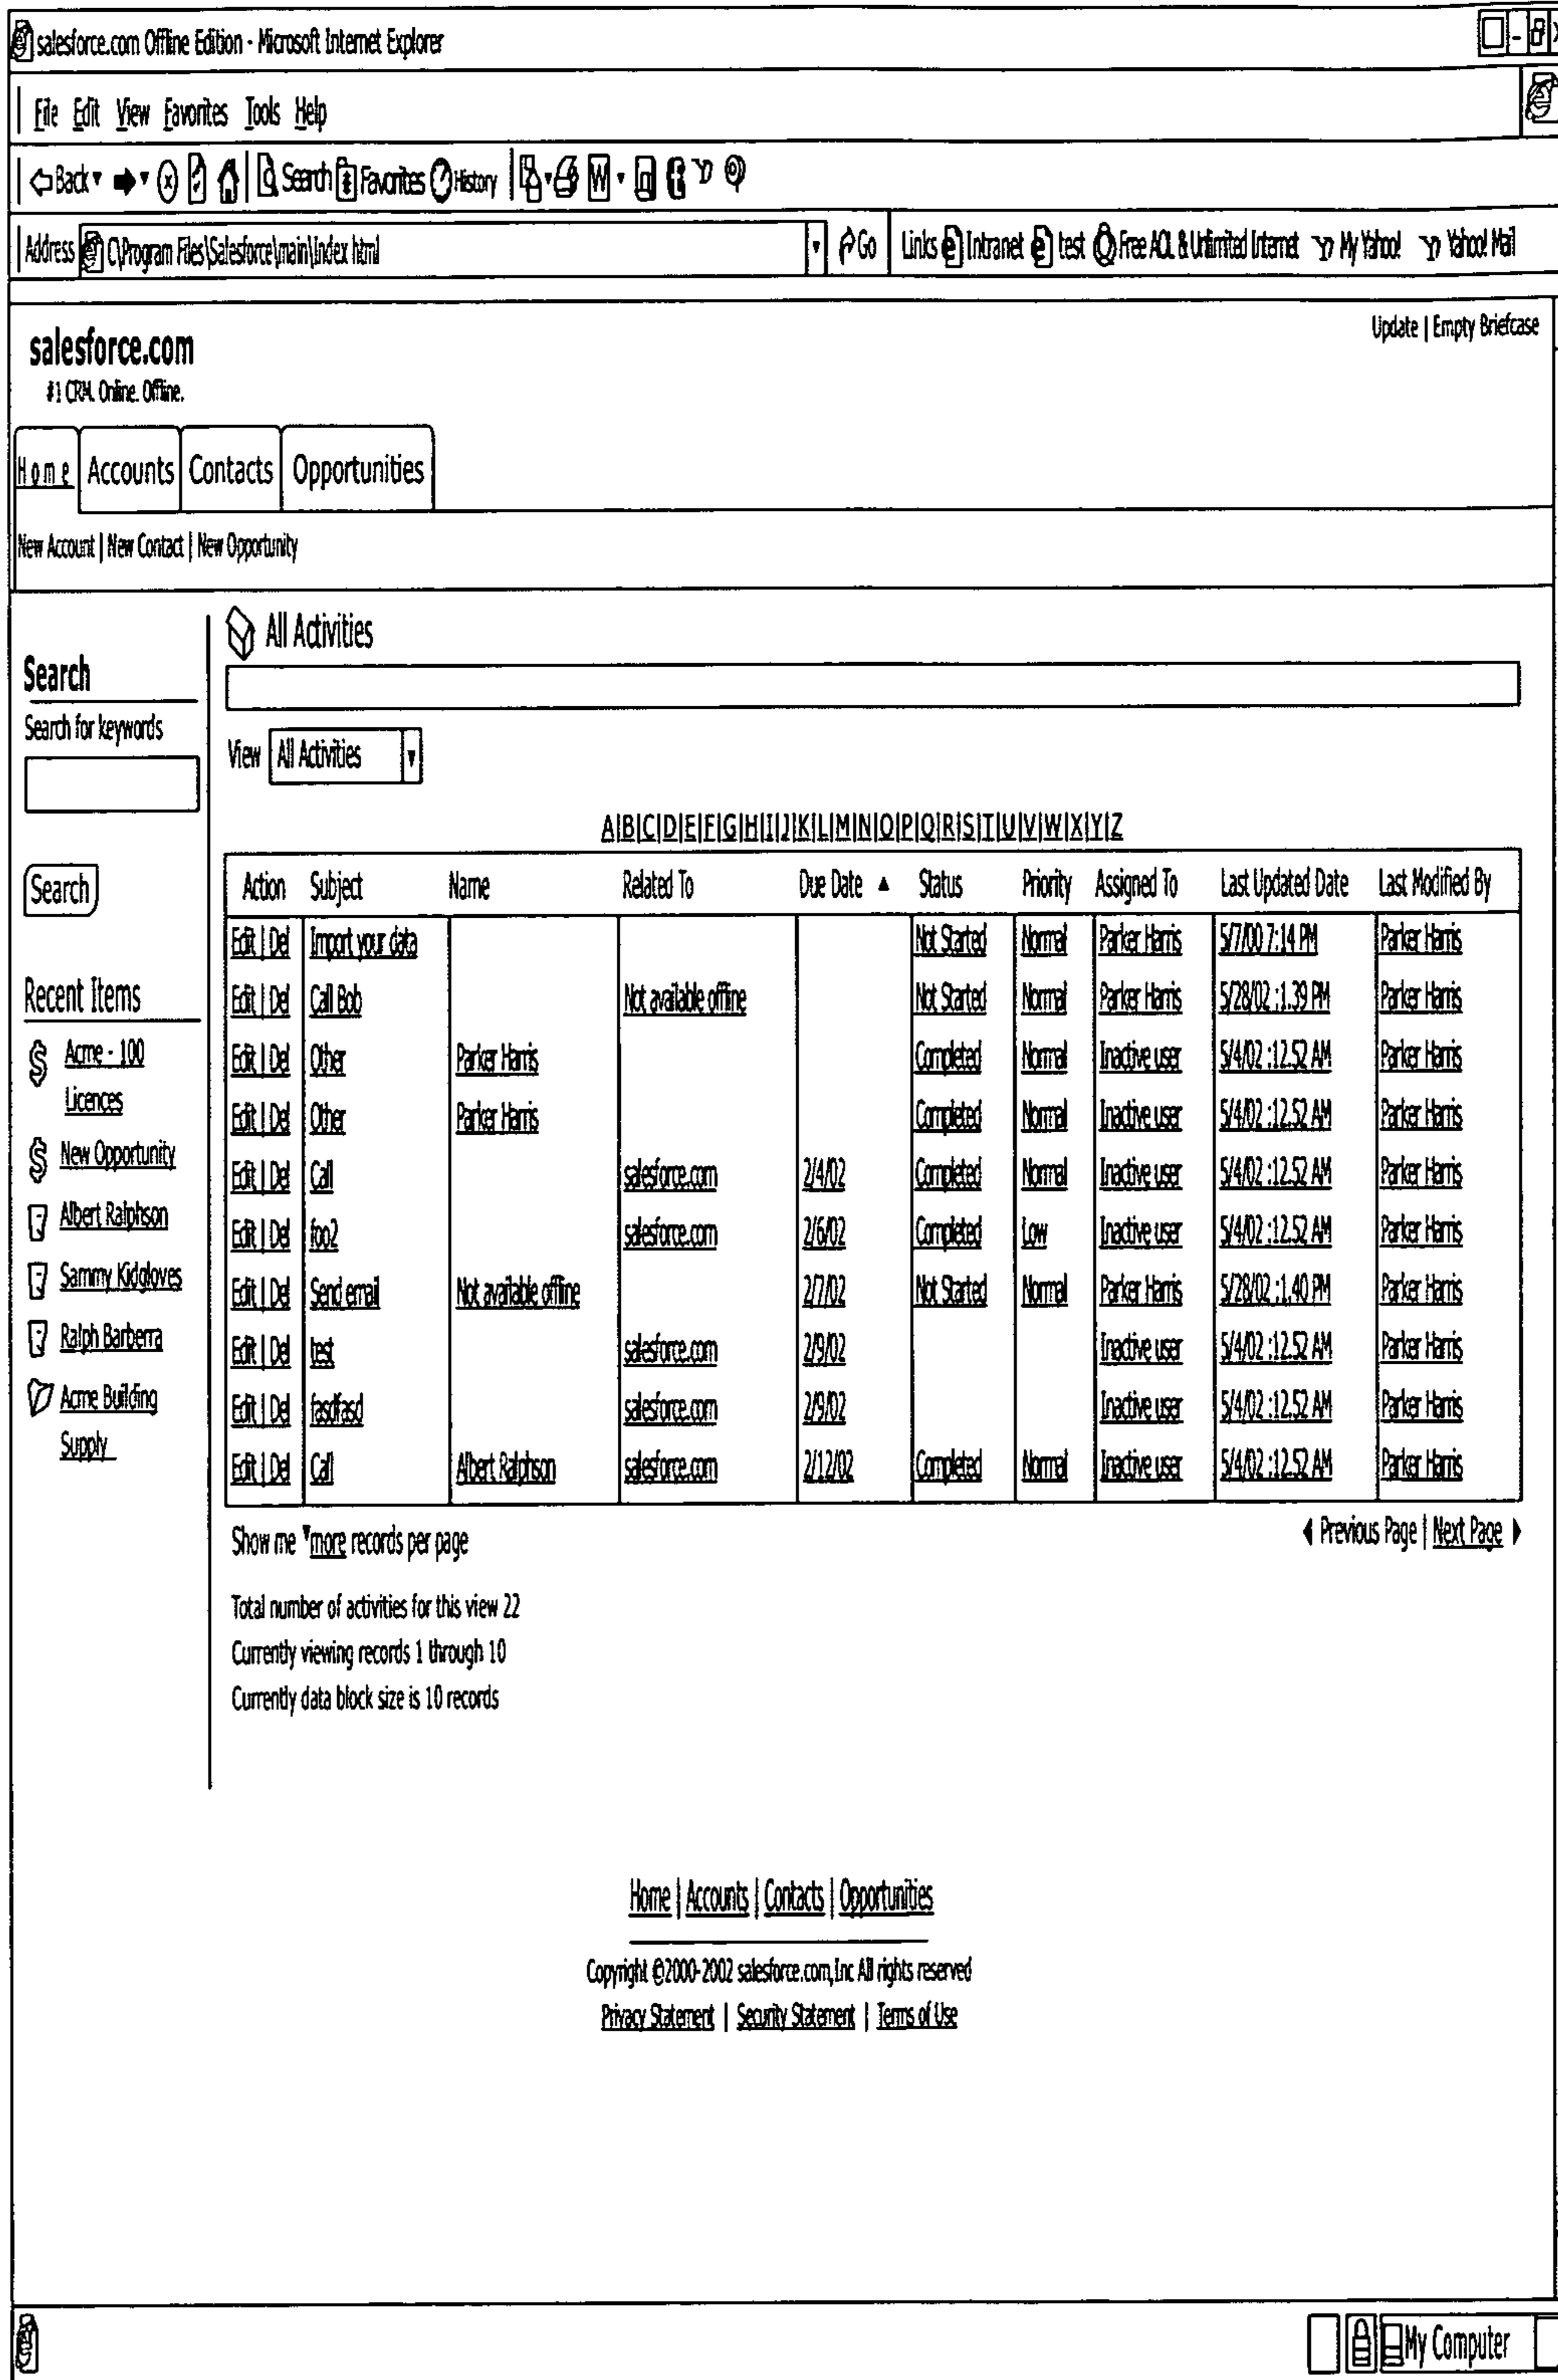 salesforce.com Offline Edition - Microsoft Internet Explorer
File Edit View Favorites Tools Help
Back Search Favorites History W
Address C\Program Files\Salesforce\main\Index html Go Links Intranet test Free AOL & Unlimited Internet My Yahoo! Yahoo! Mail
Update | Empty Briefcase
salesforce.com
#1 CRM. Online. Offline.
Home Accounts Contacts Opportunities
New Account | New Contact | New Opportunity
All Activities
Search
Search for keywords
View All Activities
A|B|C|D|E|F|G|H|I|J|K|L|M|N|O|P|Q|R|S|T|U|V|W|X|Y|Z
Search
Action Subject Name Related To Due Date ▲ Status Priority Assigned To Last Updated Date Last Modified By
Edit | Del Import your data Not Started Normal Parker Harris 5/7/00 7:14 PM Parker Harris
Edit | Del Call Bob Not available offline Not Started Normal Parker Harris 5/28/02 :1.39 PM Parker Harris
Edit | Del Other Parker Harris Completed Normal Inactive user 5/4/02 :12.52 AM Parker Harris
Edit | Del Other Parker Harris Completed Normal Inactive user 5/4/02 :12.52 AM Parker Harris
Edit | Del Call salesforce.com 2/4/02 Completed Normal Inactive user 5/4/02 :12.52 AM Parker Harris
Edit | Del foo2 salesforce.com 2/6/02 Completed Low Inactive user 5/4/02 :12.52 AM Parker Harris
Edit | Del Send email Not available offline 2/7/02 Not Started Normal Parker Harris 5/28/02 :1.40 PM Parker Harris
Edit | Del test salesforce.com 2/9/02 Inactive user 5/4/02 :12.52 AM Parker Harris
Edit | Del fasdfasd salesforce.com 2/9/02 Inactive user 5/4/02 :12.52 AM Parker Harris
Edit | Del Call Albert Ralphson salesforce.com 2/12/02 Completed Normal Inactive user 5/4/02 :12.52 AM Parker Harris
Recent Items
Acme - 100
Licences
New Opportunity
Albert Ralphson
Sammy Kidgloves
Ralph Barberra
Acme Building
Supply
Show me more records per page
Previous Page | Next Page
Total number of activities for this view 22
Currently viewing records 1 through 10
Currently data block size is 10 records
Home | Accounts | Contacts | Opportunities
Copyright ©2000-2002 salesforce.com,Inc All rights reserved
Privacy Statement | Security Statement | Terms of Use
My Computer